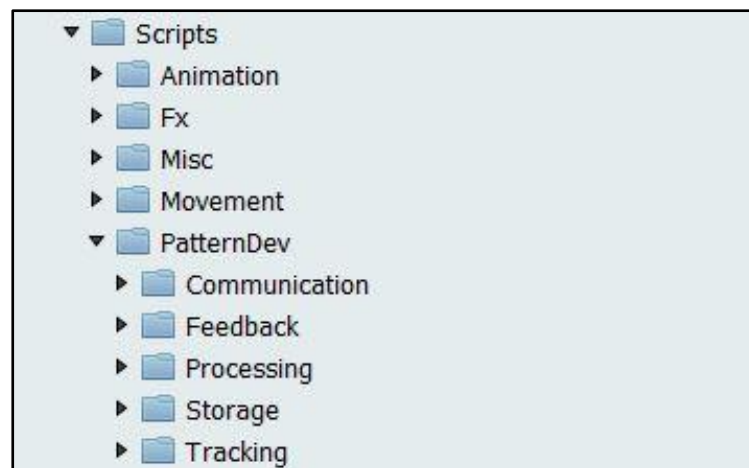 Scripts
Animation
Fx
Misc
Movement
PatternDev
Communication
Feedback
Processing
Storage
Tracking